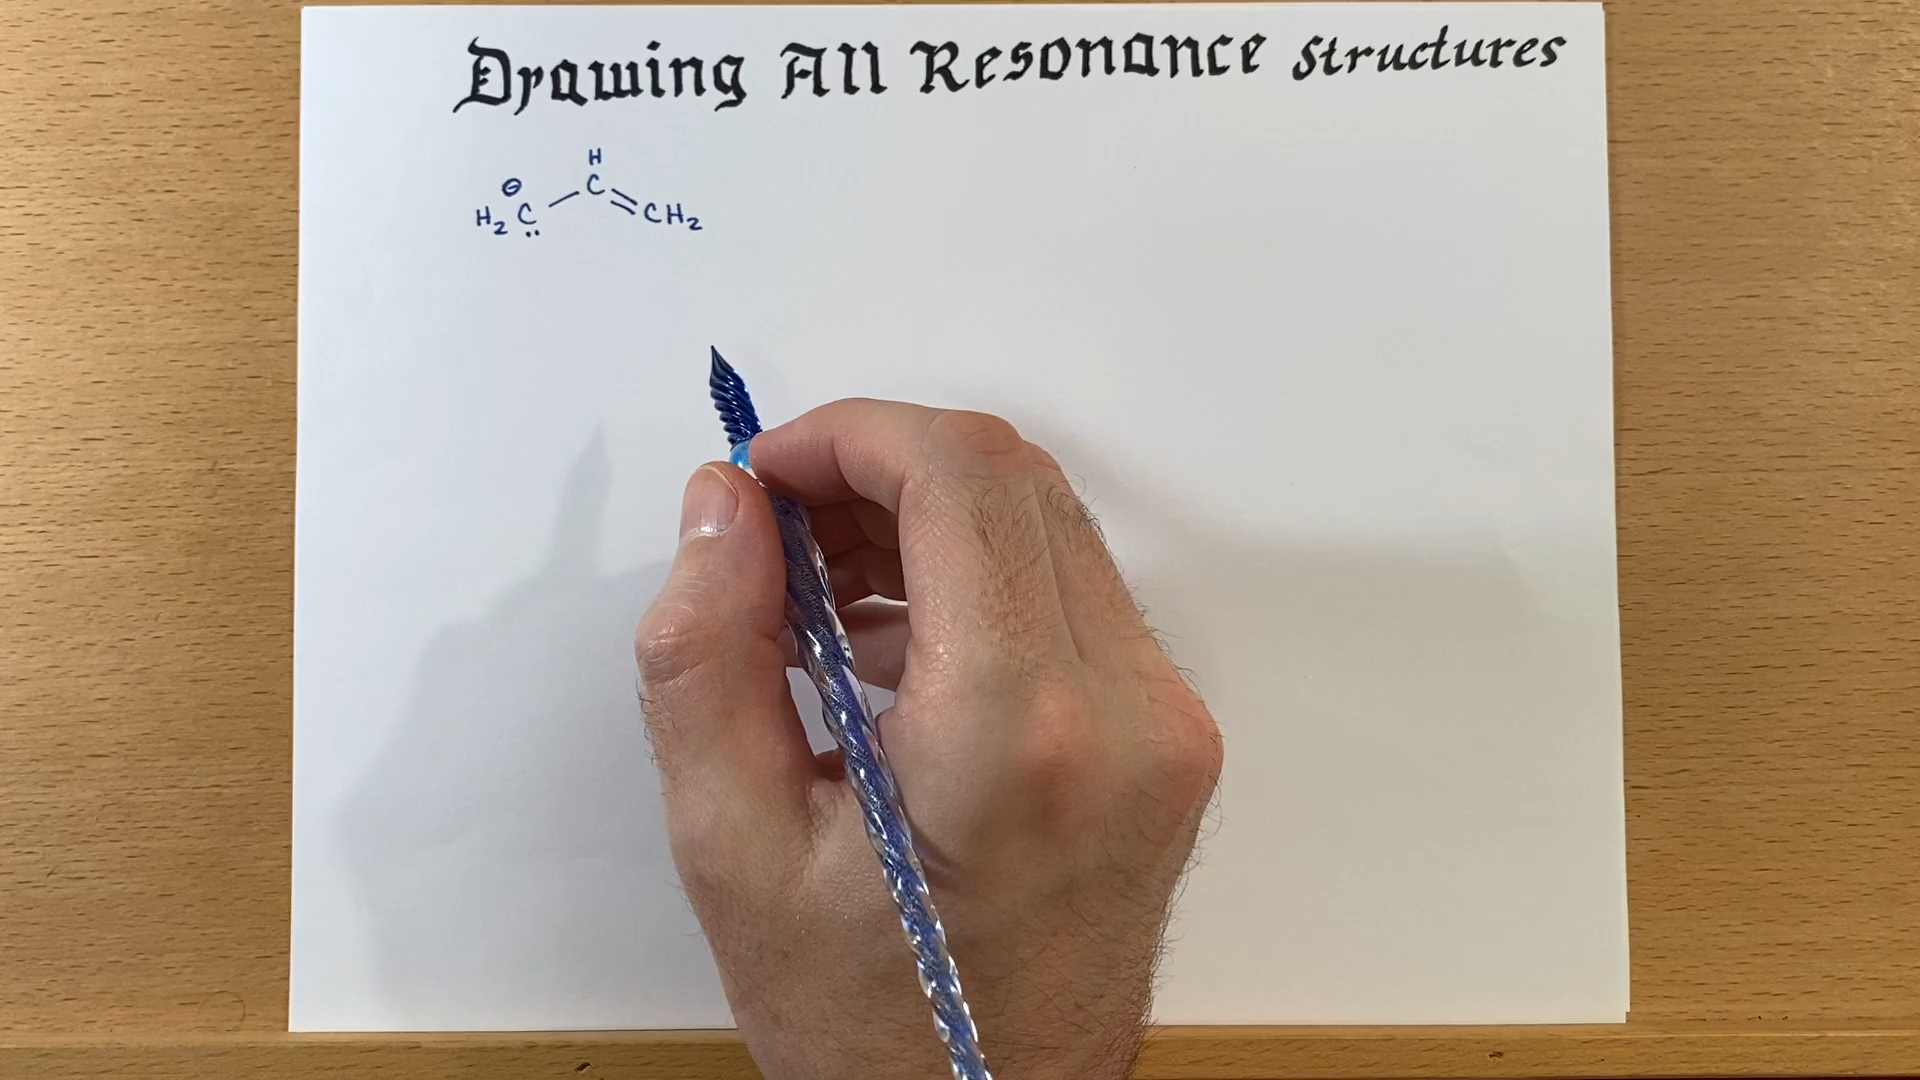 Drawing All Resonance Structures
H
⊖ C
H₂C̤ — C = CH₂